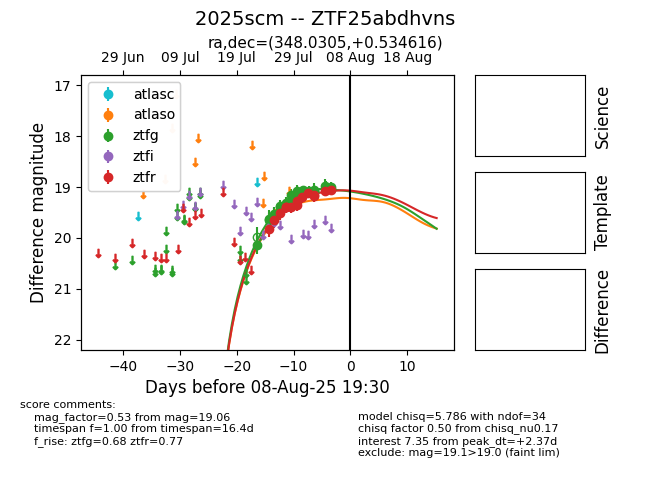 2025scm -- ZTF25abdhvns
ra,dec=(348.0305,+0.534616)
29 Jun 09 Jul 19 Jul 29 Jul 08 Aug 18 Aug
17
18
19
20
21
22
Difference magnitude
atlasc
atlaso
ztfg
ztfi
ztfr
−40 −30 −20 −10 0 10
Days before 08-Aug-25 19:30
Science
Template
Difference
score comments:
mag_factor=0.53 from mag=19.06
timespan f=1.00 from timespan=16.4d
f_rise: ztfg=0.68 ztfr=0.77
model chisq=5.786 with ndof=34
chisq factor 0.50 from chisq_nu0.17
interest 7.35 from peak_dt=+2.37d
exclude: mag=19.1>19.0 (faint lim)